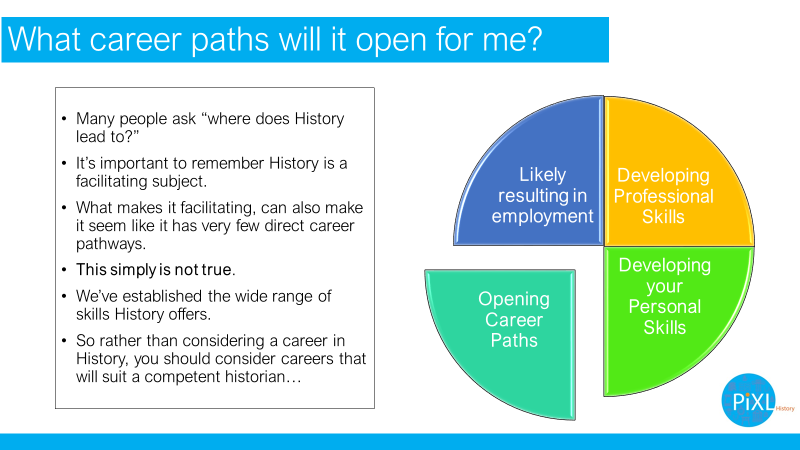 What career paths will it open for me?
• Many people ask “where does History
lead to?”
• It’s important to remember History is a
facilitating subject.
• What makes it facilitating, can also make
it seem like it has very few direct career
pathways.
• This simply is not true.
• We’ve established the wide range of
skills History offers.
• So rather than considering a career in
History, you should consider careers that
will suit a competent historian…
Likely
resulting in
employment
Developing
Professional
Skills
Opening
Career
Paths
Developing
your
Personal
Skills
PiXL
History